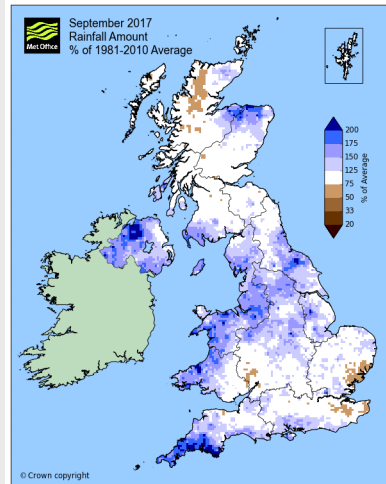 Met Office
September 2017
Rainfall Amount
% of 1981-2010 Average
200
175
150
125
75
50
33
20
% of Average
© Crown copyright